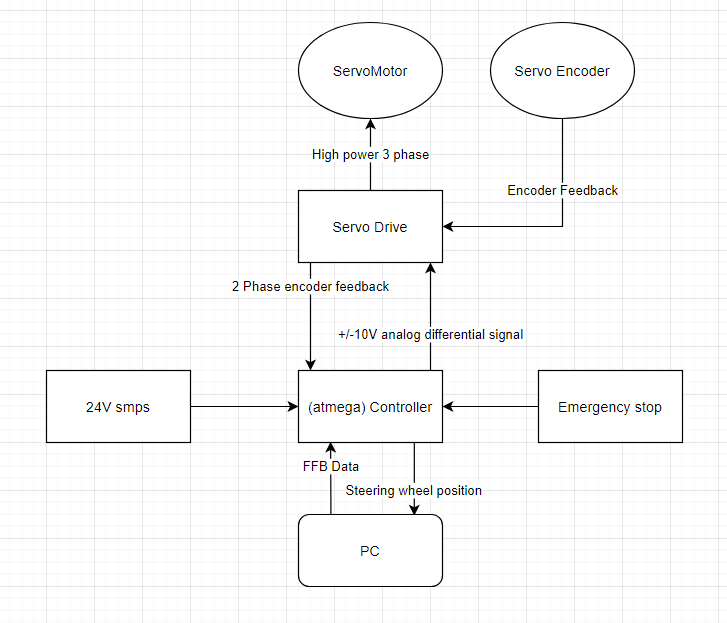 ServoMotor
Servo Encoder
High power 3 phase
Encoder Feedback
Servo Drive
2 Phase encoder feedback
+/-10V analog differential signal
24V smps
(atmega) Controller
Emergency stop
FFB Data
Steering wheel position
PC